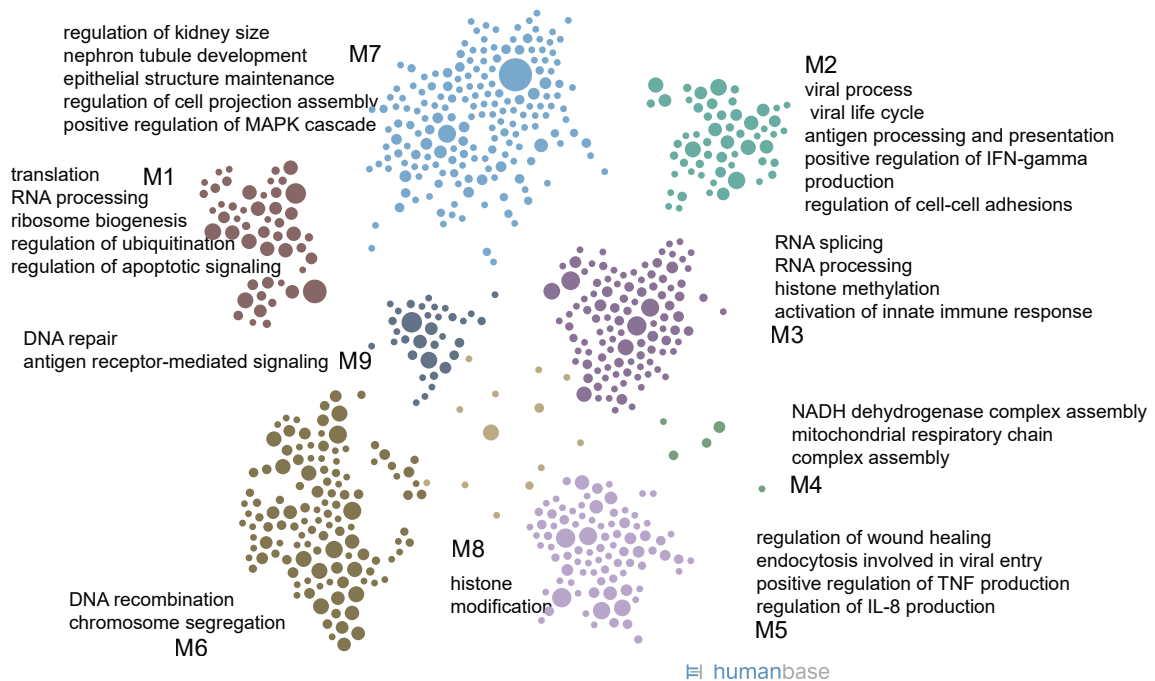 regulation of kidney size
nephron tubule development
M7
epithelial structure maintenance
regulation of cell projection assembly
positive regulation of MAPK cascade
M2
viral process
viral life cycle
antigen processing and presentation
positive regulation of IFN-gamma
production
regulation of cell-cell adhesions
translation
M1
RNA processing
ribosome biogenesis
regulation of ubiquitination
regulation of apoptotic signaling
RNA splicing
RNA processing
histone methylation
activation of innate immune response
M3
DNA repair
antigen receptor-mediated signaling
M9
NADH dehydrogenase complex assembly
mitochondrial respiratory chain
complex assembly
M4
M8
histone
modification
regulation of wound healing
endocytosis involved in viral entry
positive regulation of TNF production
regulation of IL-8 production
M5
DNA recombination
chromosome segregation
M6
humanbase